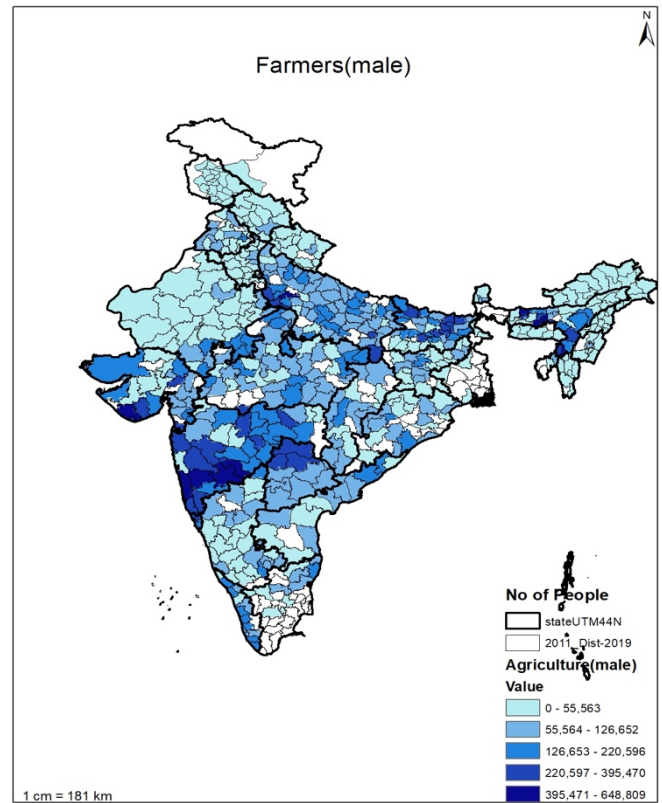 N
Farmers(male)
No of People
stateUTM44N
2011_Dist-2019
Agriculture(male)
Value
0 - 55,563
55,564 - 126,652
126,653 - 220,596
220,597 - 395,470
395,471 - 648,809
1 cm = 181 km